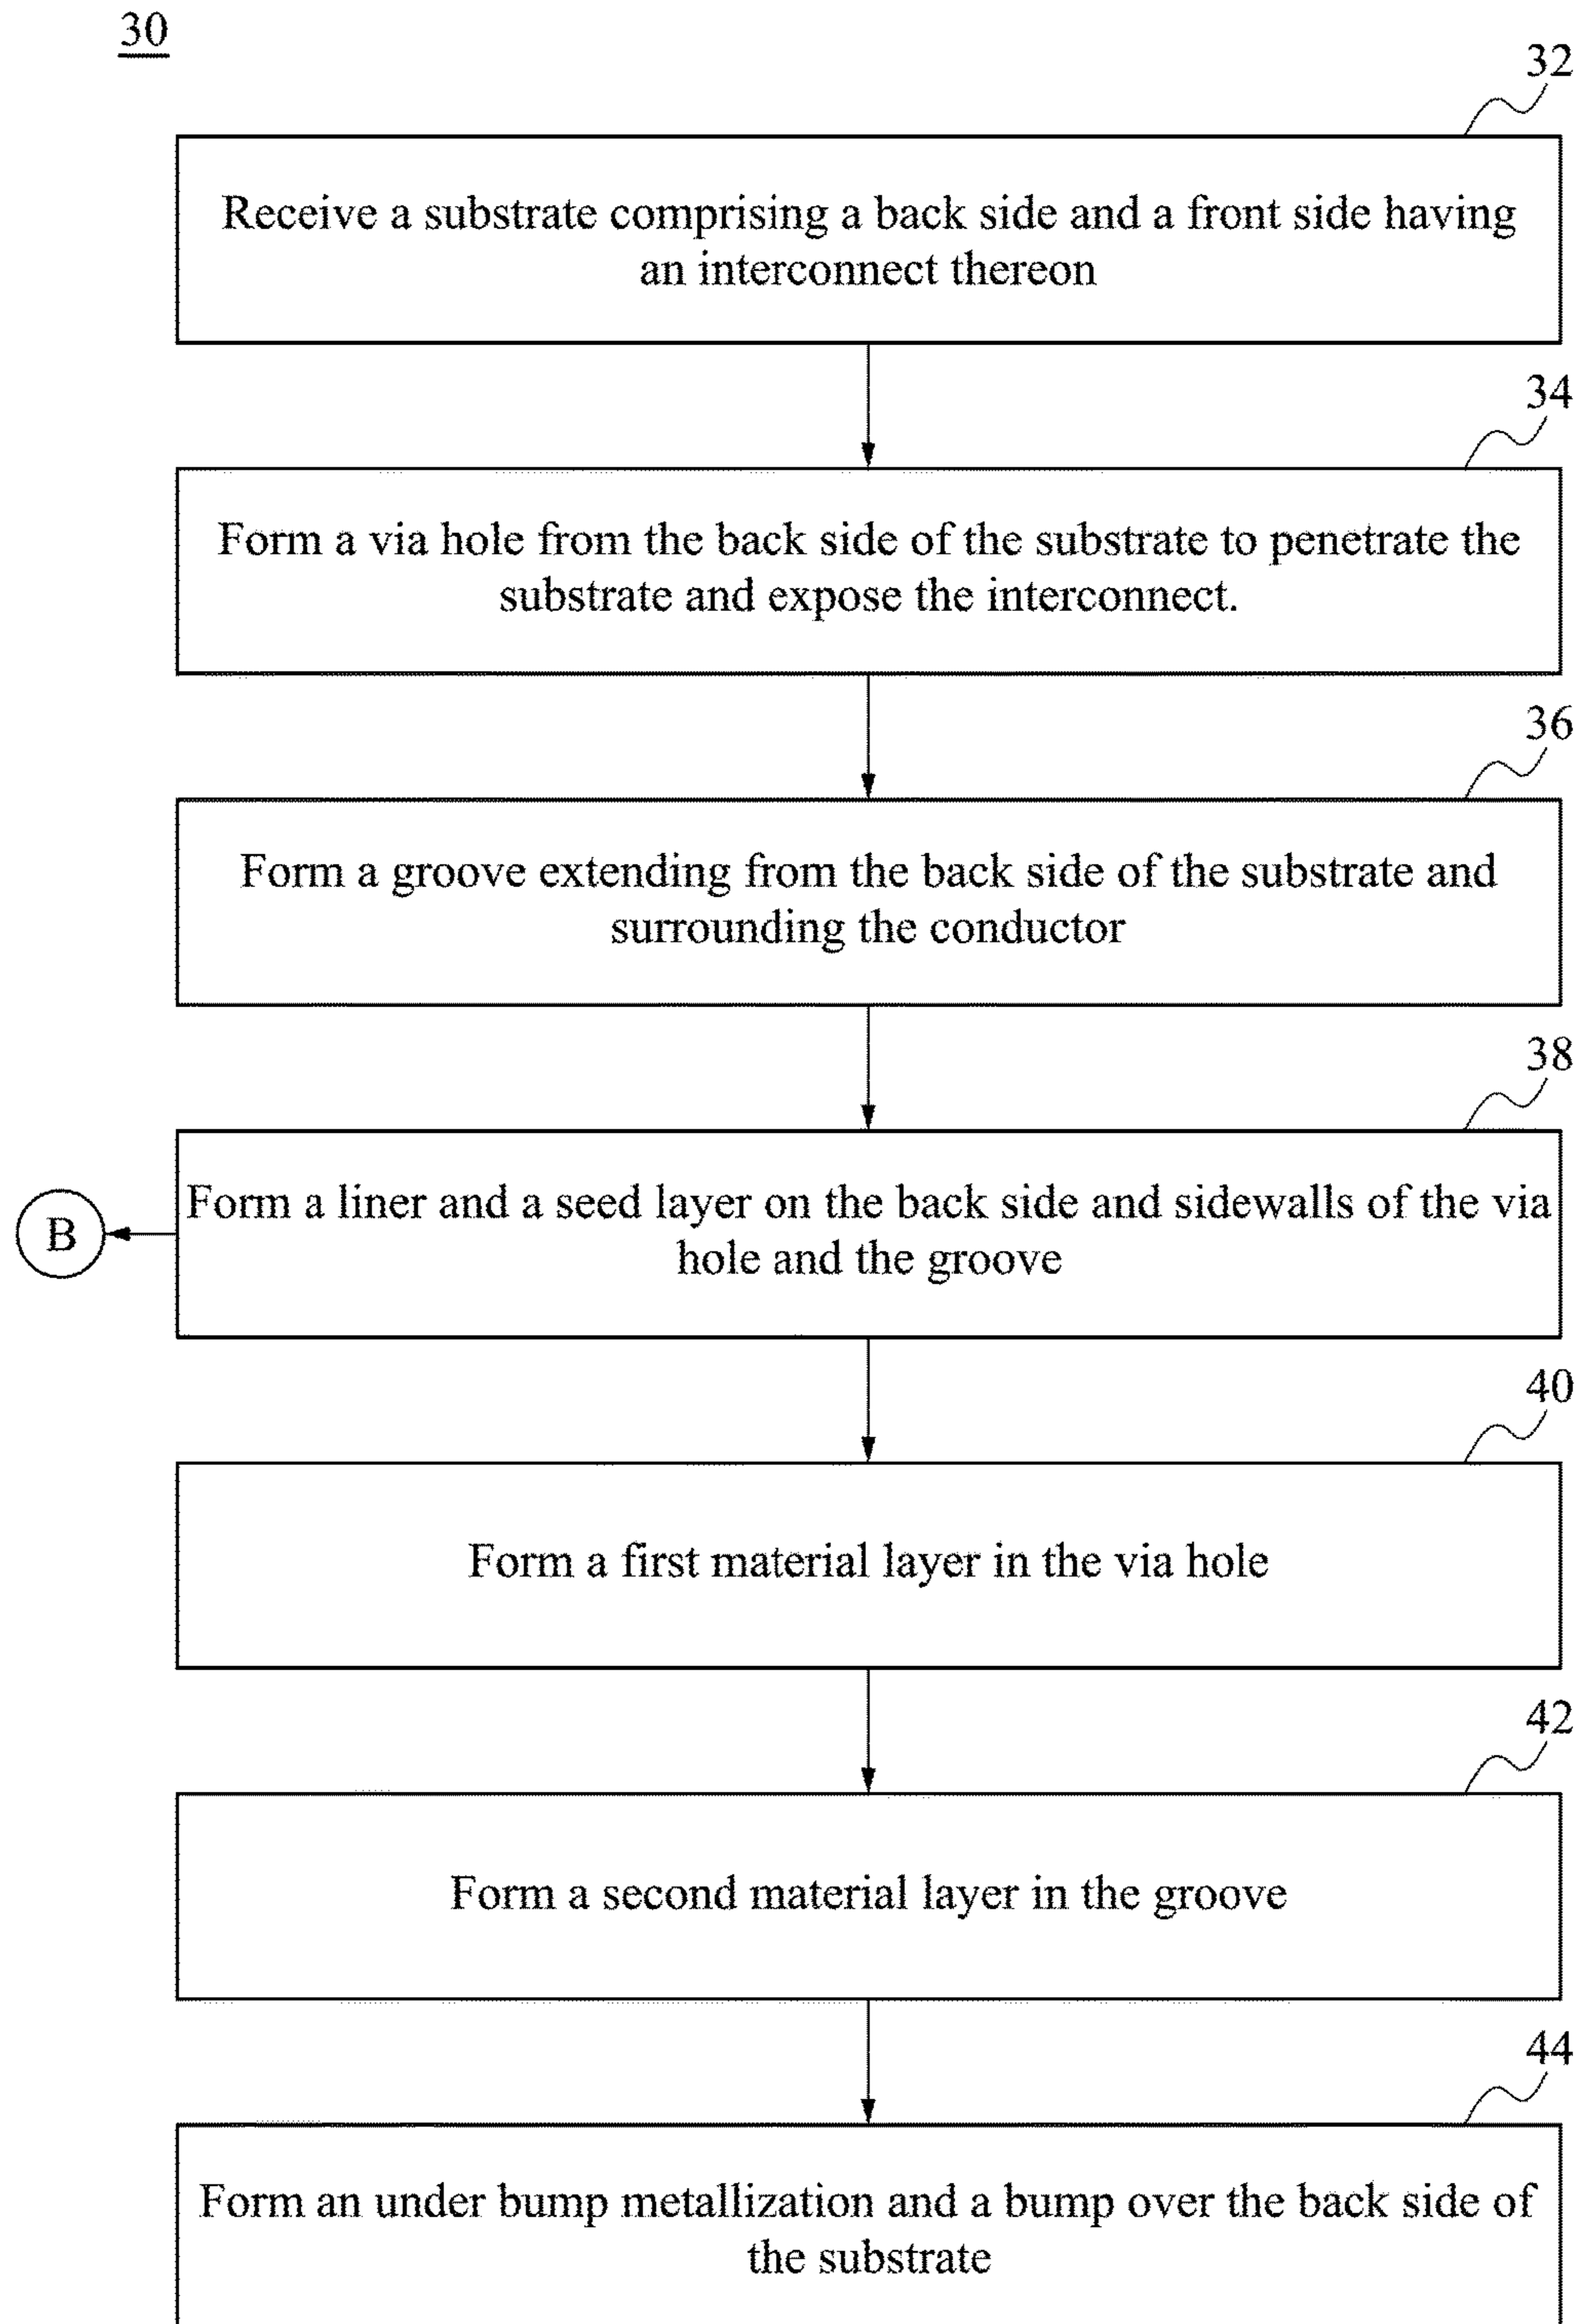 30
32
Receive a substrate comprising a back side and a front side having
an interconnect thereon
34
Form a via hole from the back side of the substrate to penetrate the
substrate and expose the interconnect.
36
Form a groove extending from the back side of the substrate and
surrounding the conductor
38
Form a liner and a seed layer on the back side and sidewalls of the via
hole and the groove
B
40
Form a first material layer in the via hole
42
Form a second material layer in the groove
44
Form an under bump metallization and a bump over the back side of
the substrate